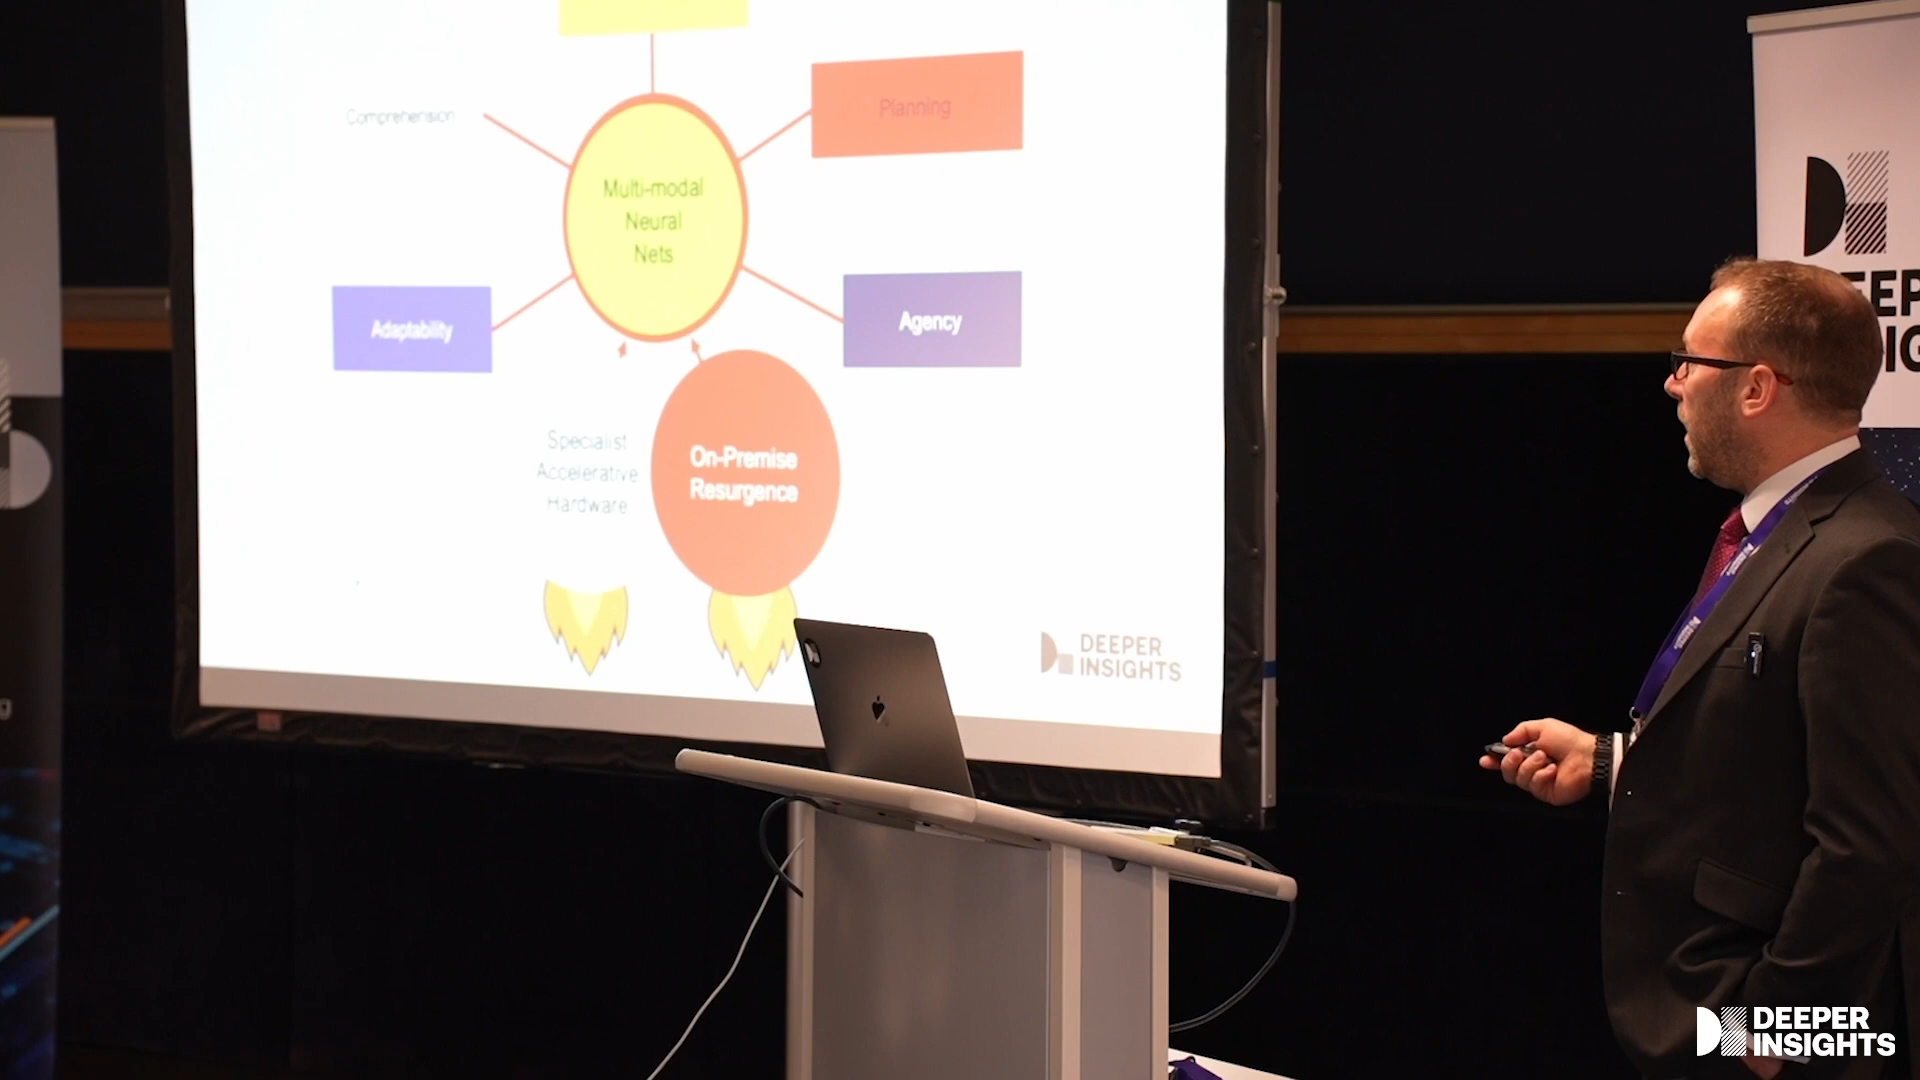 Comprehension
Planning
Multi-modal
Neural
Nets
Adaptability
Agency
Specialist
Accelerative
Hardware
On-Premise
Resurgence
DEEPER
INSIGHTS
DEEPER
INSIGHTS